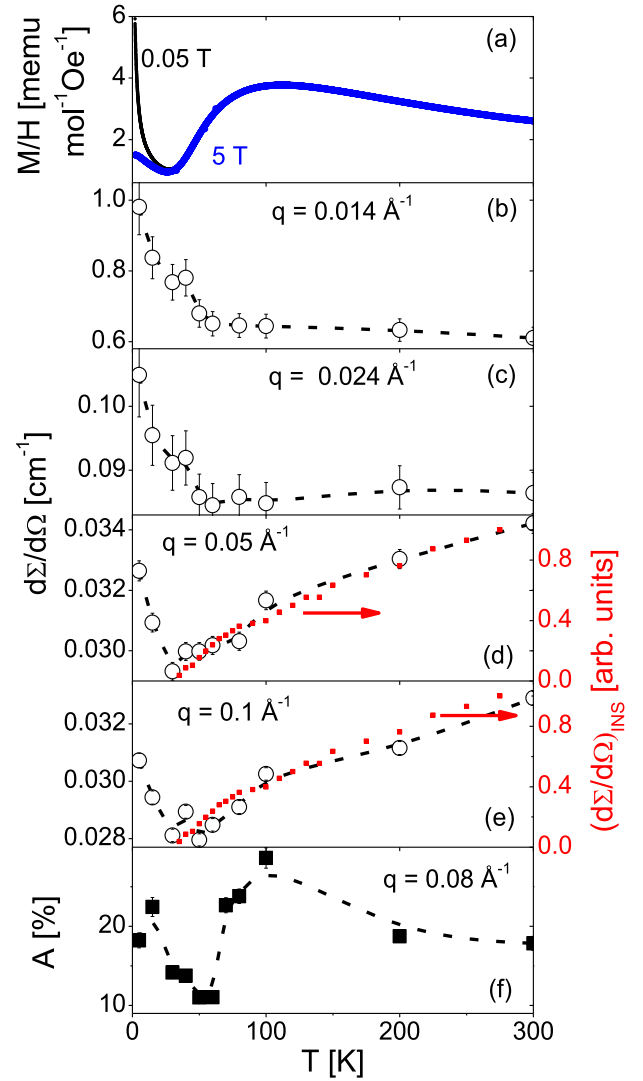 M/H [memu
mol⁻¹Oe⁻¹]
6
4
2
(a)
0.05 T
5 T
1.0
0.8
0.6
q = 0.014 Å⁻¹
(b)
dΣ/dΩ [cm⁻¹]
0.10
0.09
q = 0.024 Å⁻¹
(c)
0.034
0.032
0.030
q = 0.05 Å⁻¹
(d)
0.8
0.4
0.0
(dΣ/dΩ)INS [arb. units]
0.032
0.030
0.028
q = 0.1 Å⁻¹
(e)
0.8
0.4
0.0
A [%]
20
10
q = 0.08 Å⁻¹
(f)
0 100 200 300
T [K]